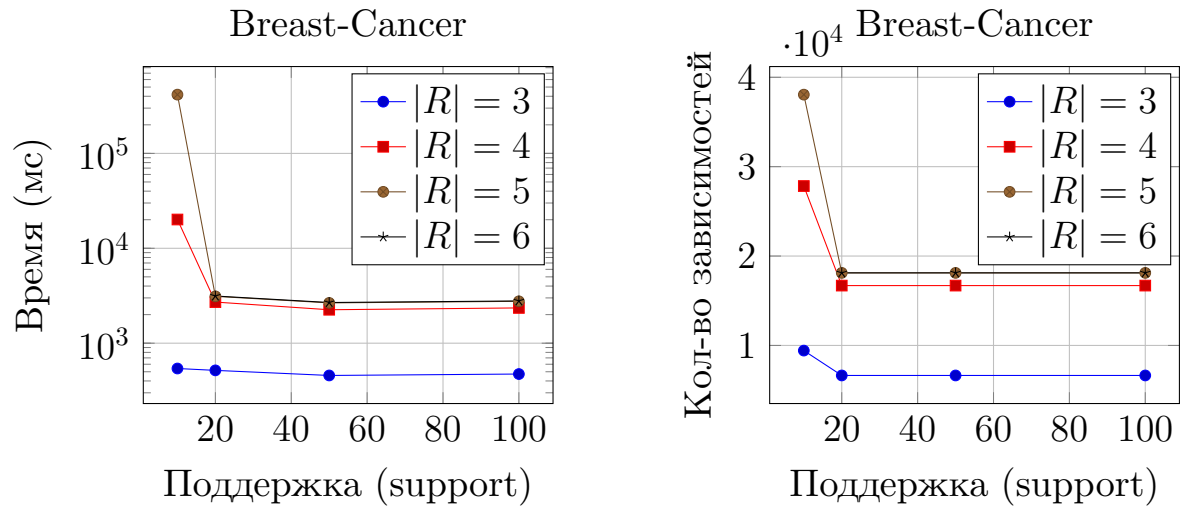 Breast-Cancer
Время (мс)
10^5
10^4
10^3
|R| = 3
|R| = 4
|R| = 5
|R| = 6
20 40 60 80 100
Поддержка (support)
Breast-Cancer
·10^4
Кол-во зависимостей
4
3
2
1
|R| = 3
|R| = 4
|R| = 5
|R| = 6
20 40 60 80 100
Поддержка (support)